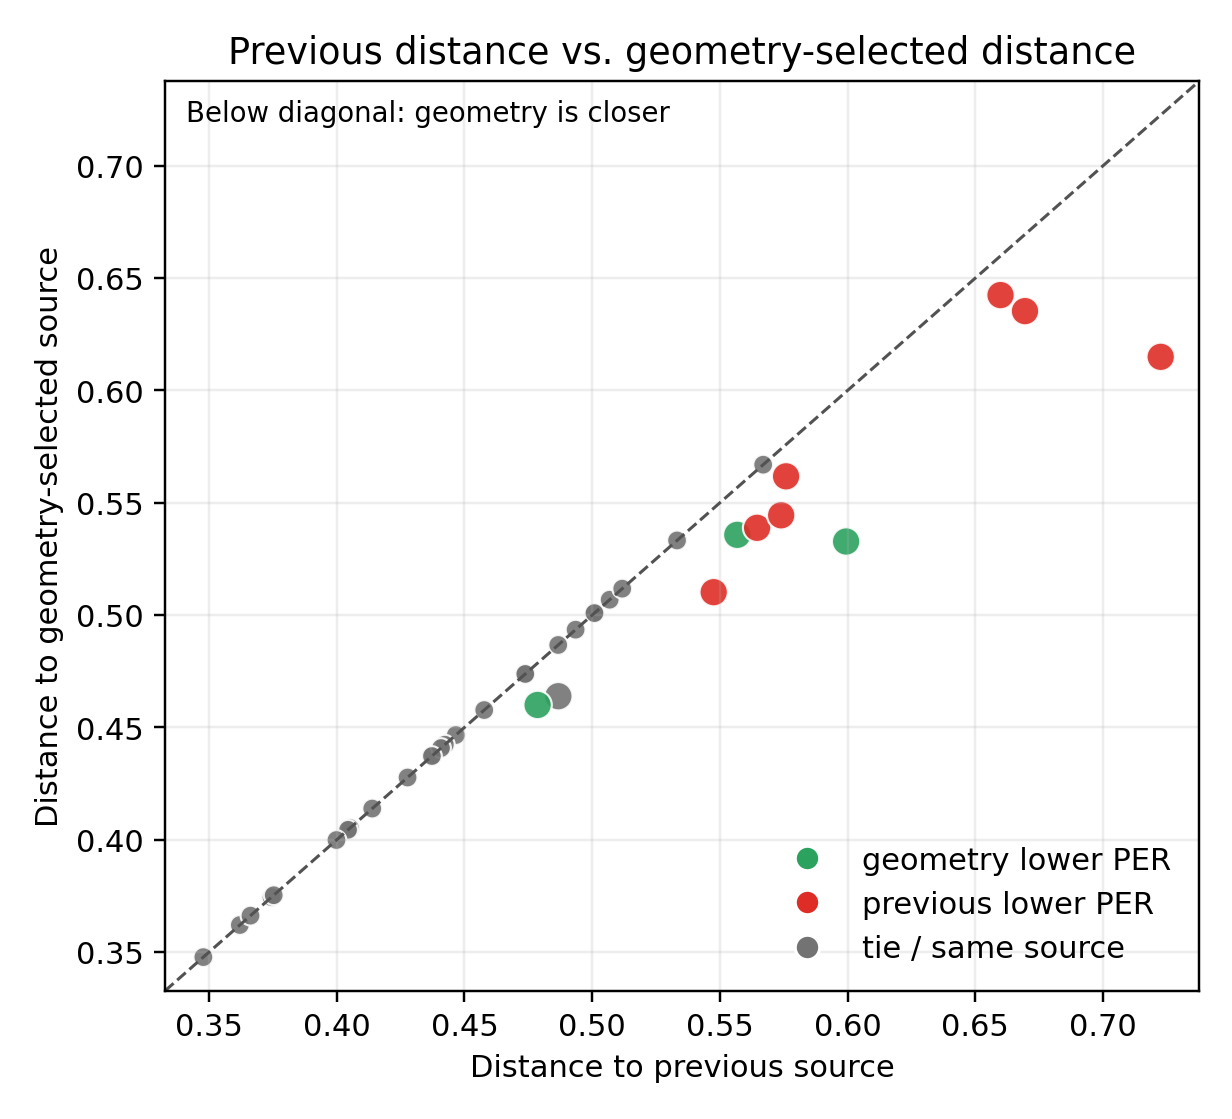 Previous distance vs. geometry-selected distance
Below diagonal: geometry is closer
Distance to geometry-selected source
0.70
0.65
0.60
0.55
0.50
0.45
0.40
0.35
geometry lower PER
previous lower PER
tie / same source
0.35 0.40 0.45 0.50 0.55 0.60 0.65 0.70
Distance to previous source